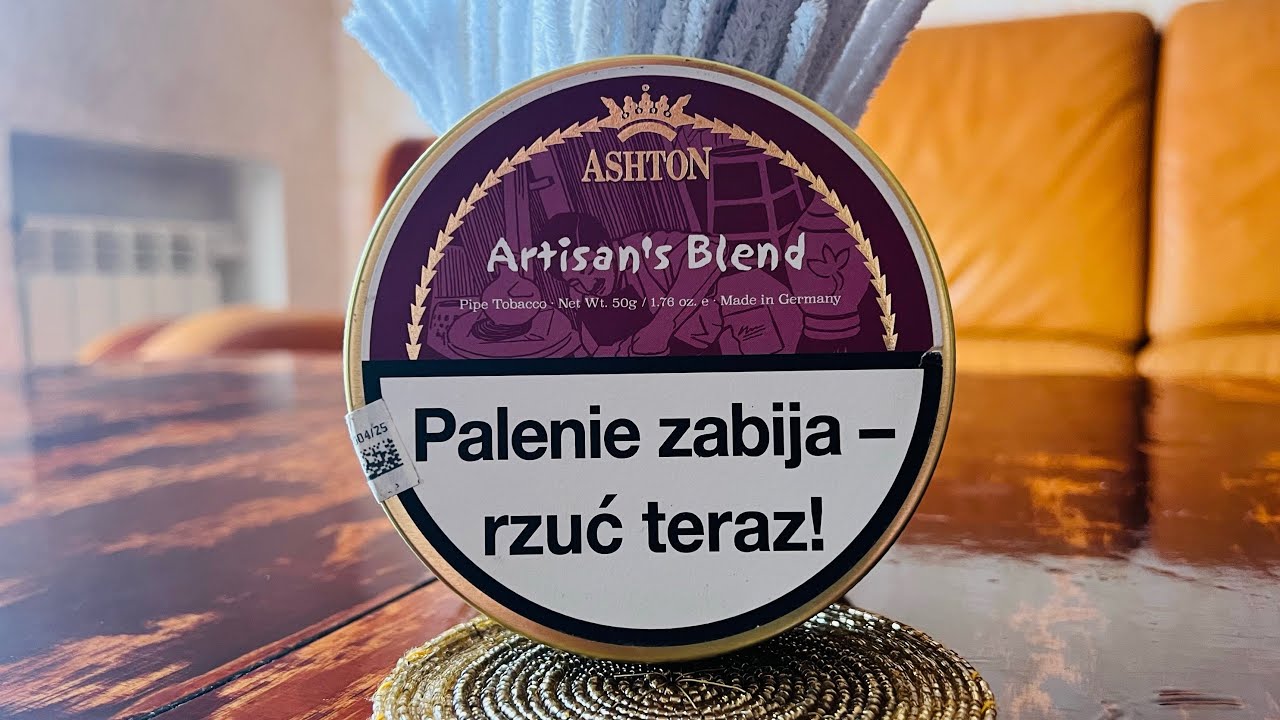 ASHTON
Artisan's Blend
Pipe Tobacco · Net Wt. 50g / 1.76 oz. e · Made in Germany
004/25
Palenie zabija –
rzuć teraz!